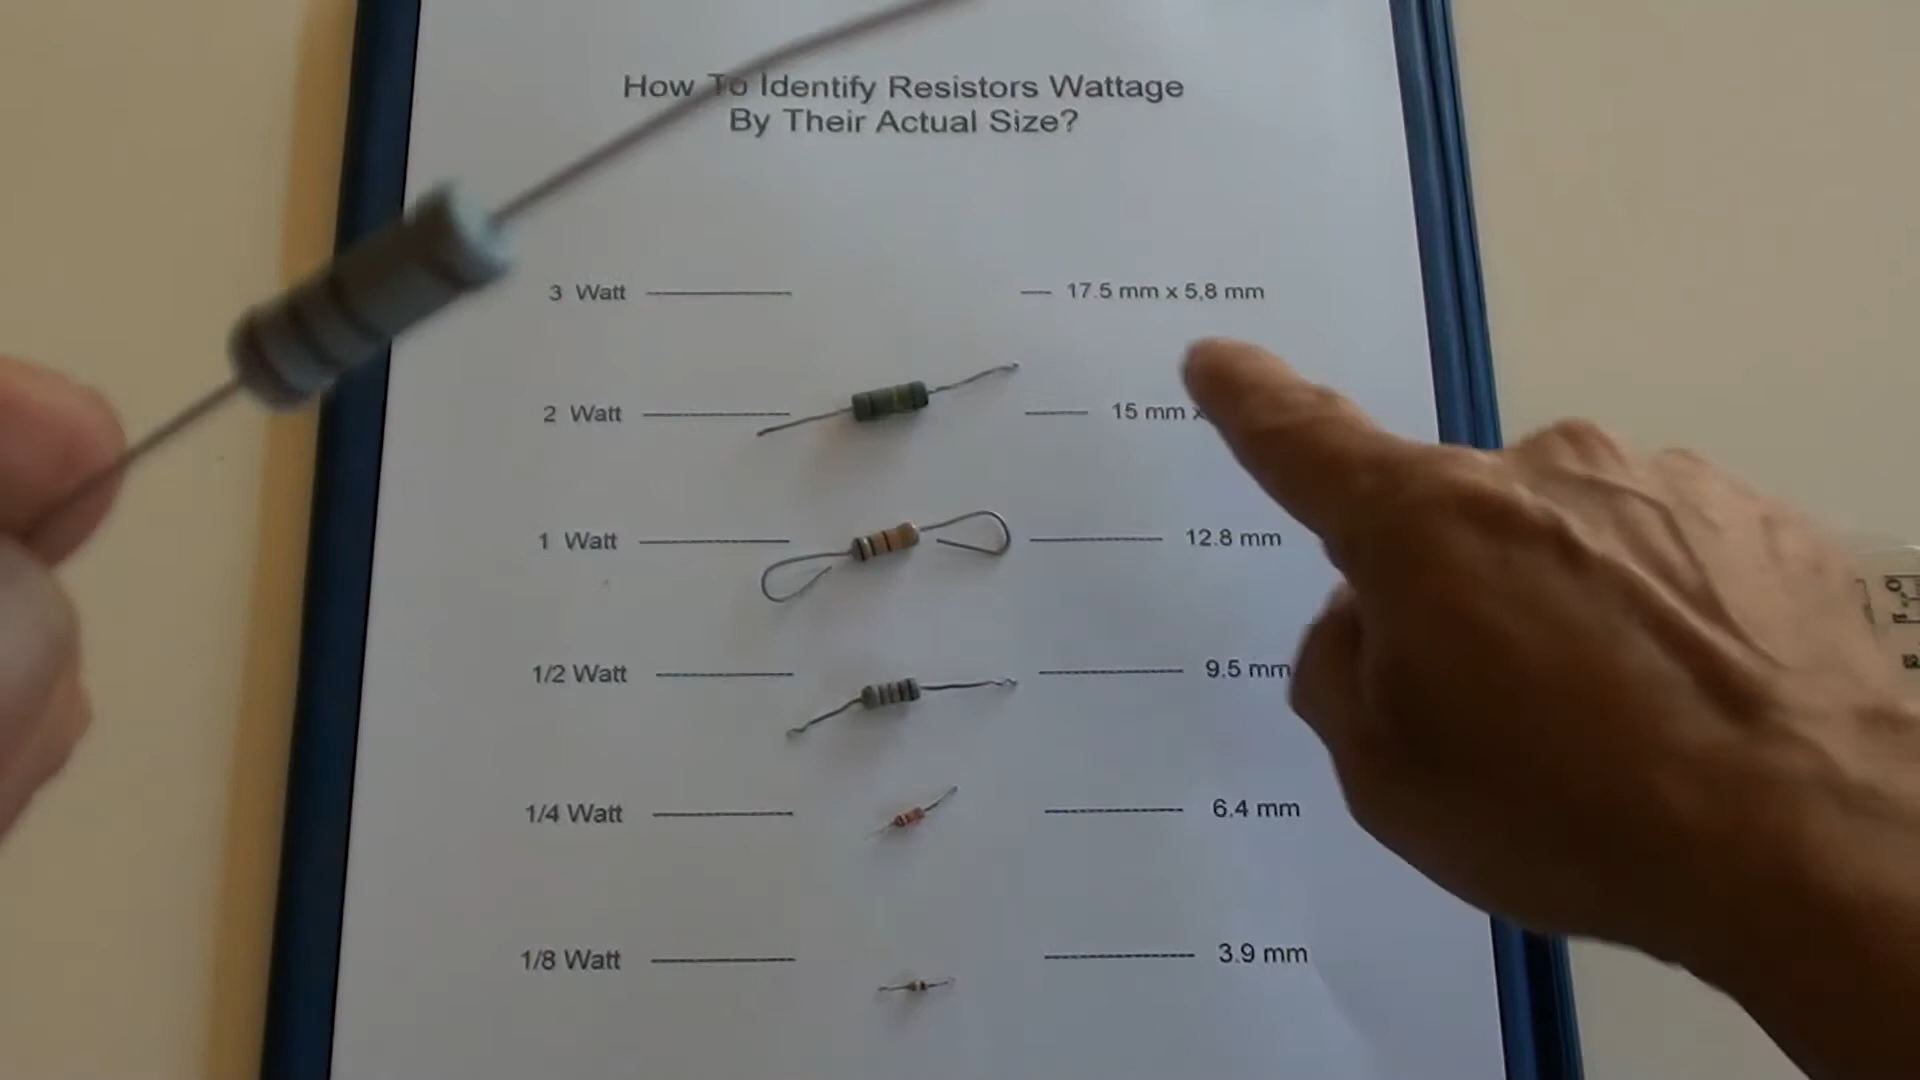 How To Identify Resistors Wattage
By Their Actual Size?
3 Watt 17.5 mm x 5,8 mm
2 Watt 15 mm x
1 Watt 12.8 mm
1/2 Watt 9.5 mm
1/4 Watt 6.4 mm
1/8 Watt 3.9 mm